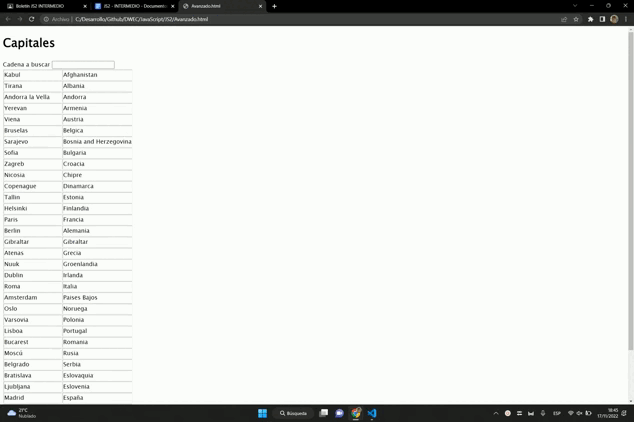 Boletín JS2 INTERMEDIO
JS2 - INTERMEDIO - Document
Avanzado.html
Archivo
C:/Desarrollo/Github/DWEC/JavaScript/JS2/Avanzado.html
Capitales
Cadena a buscar
Kabul Afghanistan
Tirana Albania
Andorra la Vella Andorra
Yerevan Armenia
Viena Austria
Bruselas Belgica
Sarajevo Bosnia and Herzegovina
Sofia Bulgaria
Zagreb Croacia
Nicosia Chipre
Copenague Dinamarca
Tallin Estonia
Helsinki Finlandia
Paris Francia
Berlin Alemania
Gibraltar Gibraltar
Atenas Grecia
Nuuk Groenlandia
Dublin Irlanda
Roma Italia
Amsterdam Paises Bajos
Oslo Noruega
Varsovia Polonia
Lisboa Portugal
Bucarest Romania
Moscú Rusia
Belgrado Serbia
Bratislava Eslovaquia
Ljubljana Eslovenia
Madrid España
21°C
Nublado
Búsqueda
ESP
18:45
17/11/2022